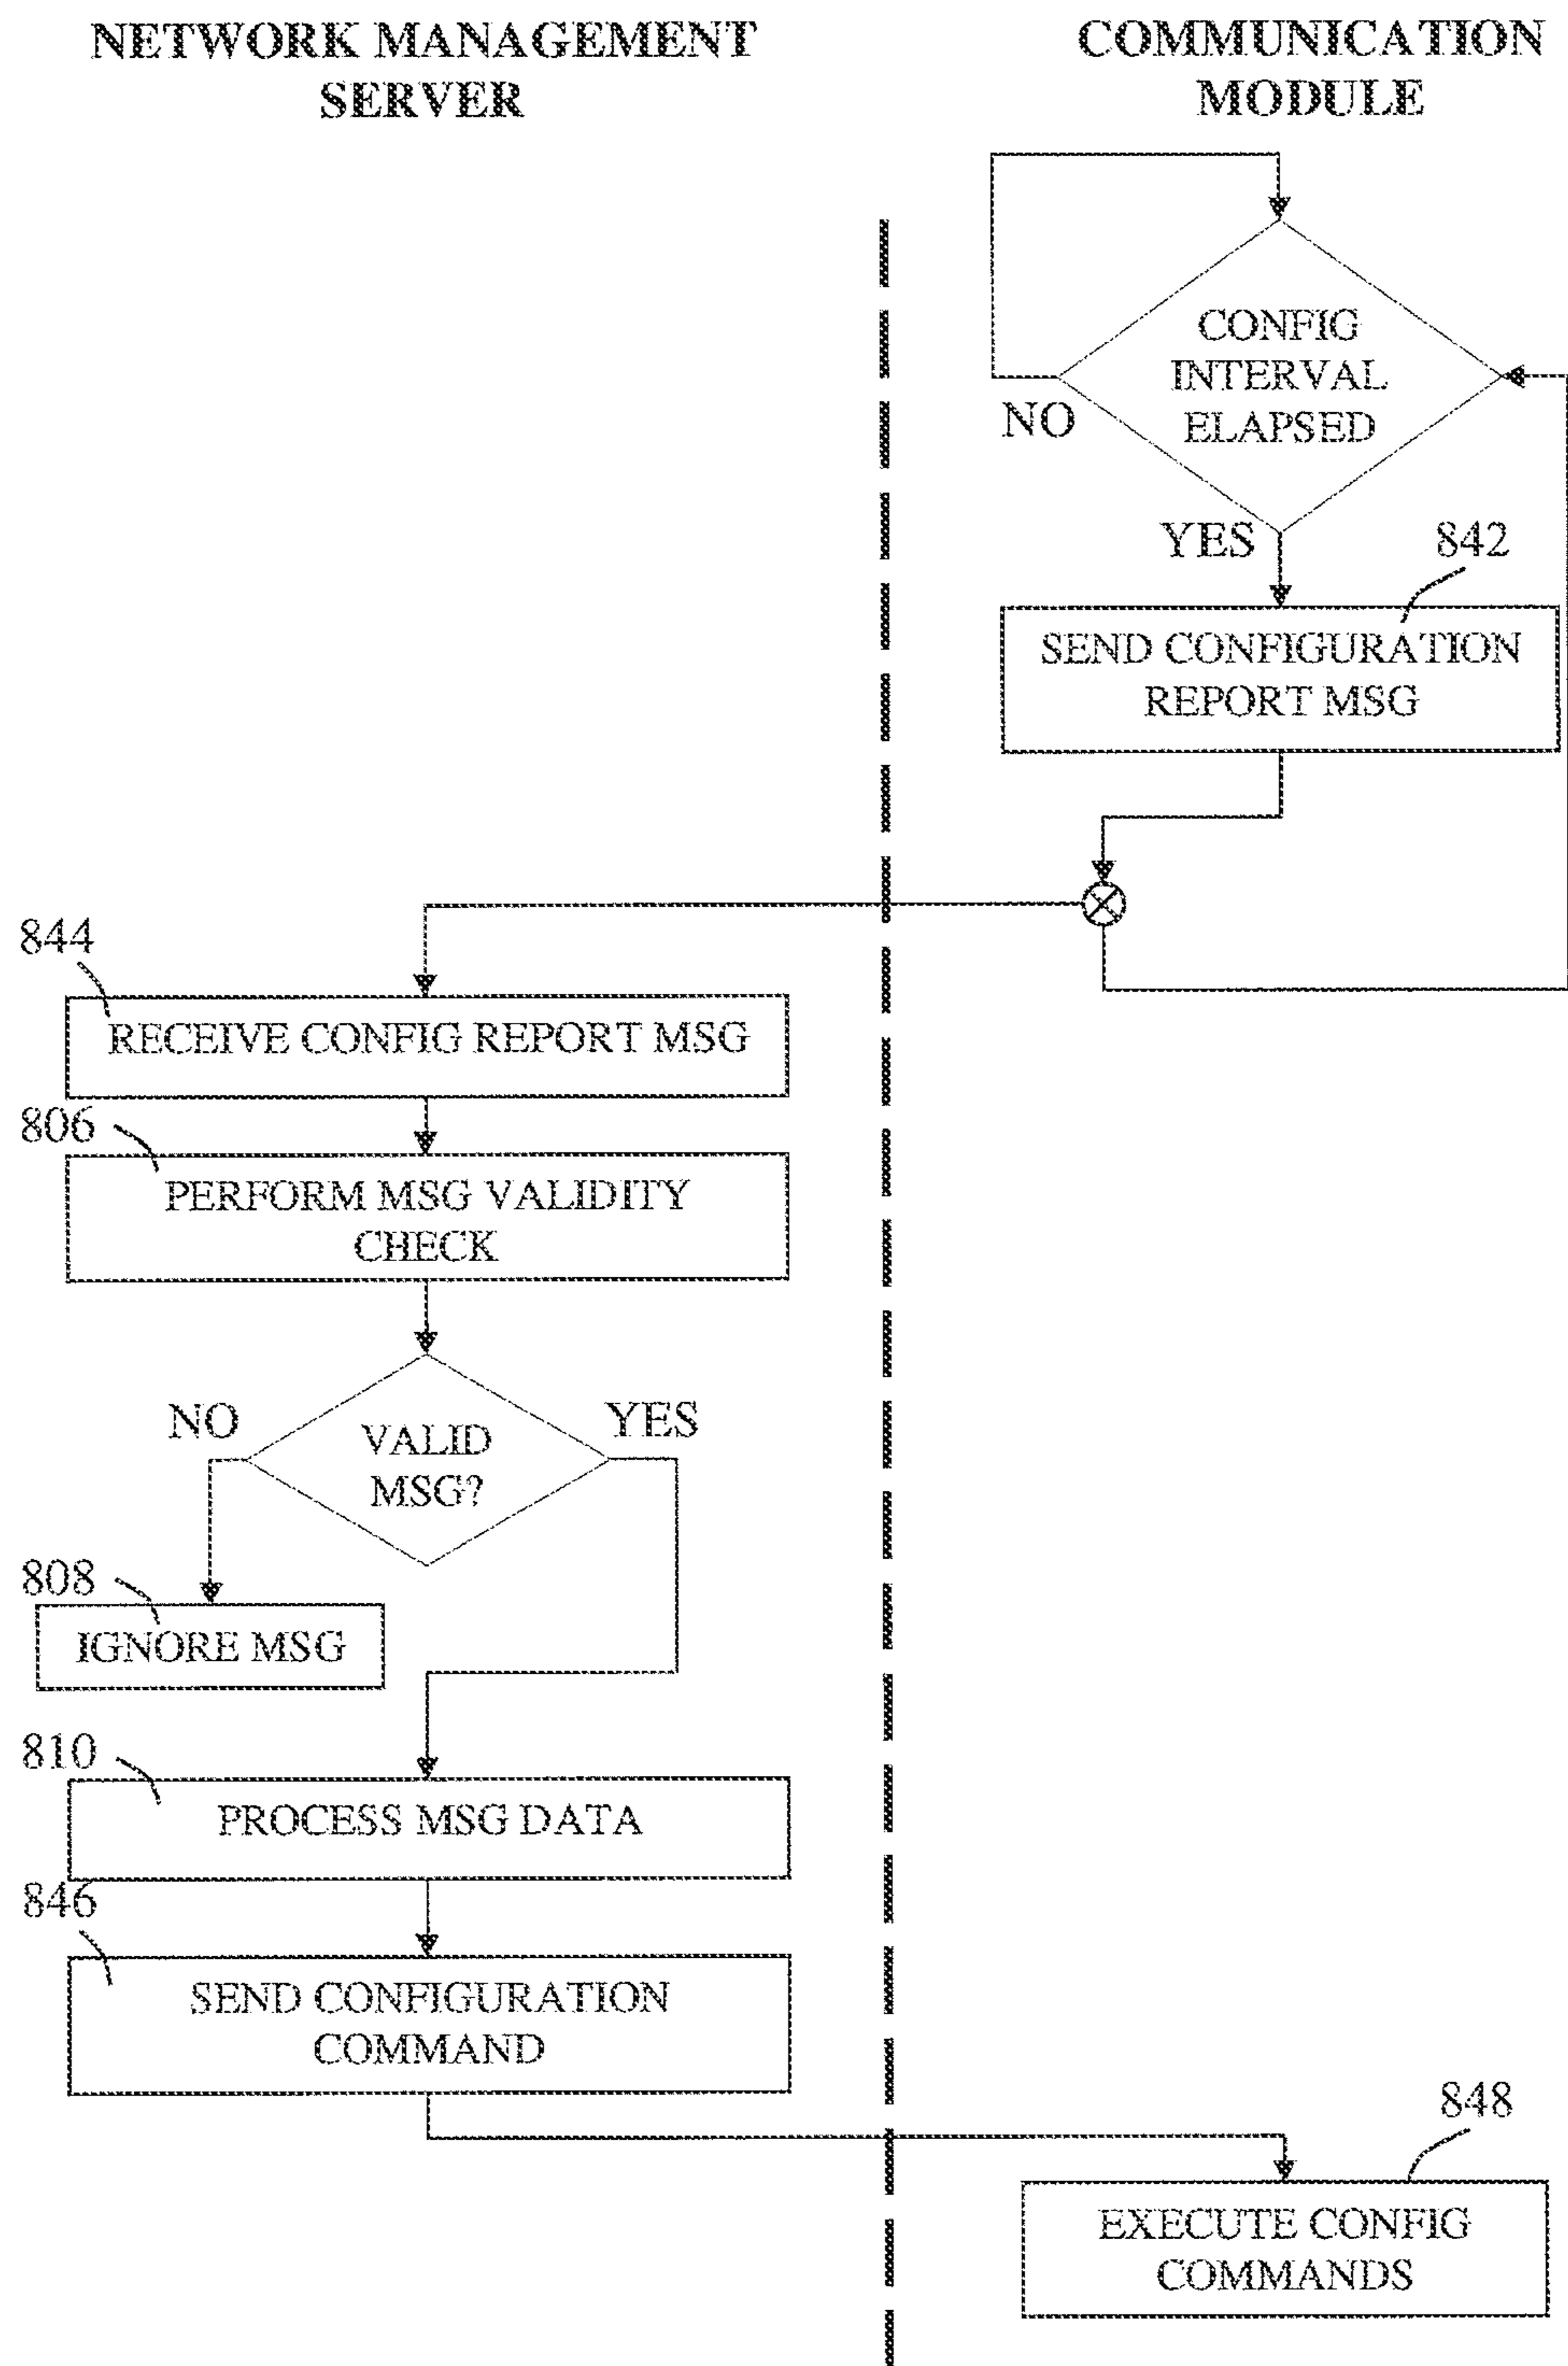 NETWORK MANAGEMENT
SERVER
COMMUNICATION
MODULE
CONFIG
INTERVAL
ELAPSED
NO
YES
842
SEND CONFIGURATION
REPORT MSG
844
RECEIVE CONFIG REPORT MSG
806
PERFORM MSG VALIDITY
CHECK
NO
VALID
MSG?
YES
808
IGNORE MSG
810
PROCESS MSG DATA
846
SEND CONFIGURATION
COMMAND
848
EXECUTE CONFIG
COMMANDS